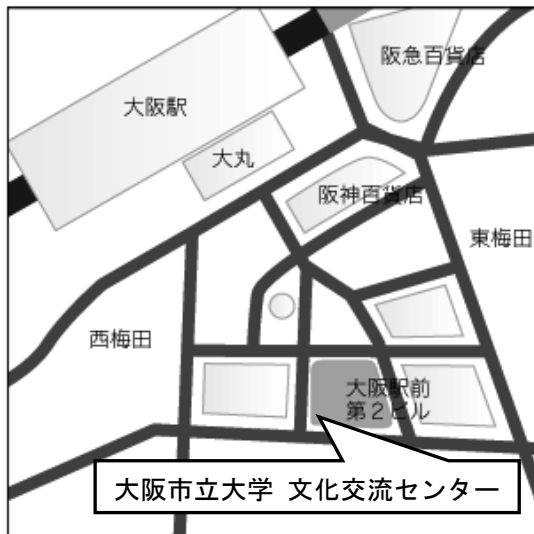 阪急百貨店
大阪駅
大丸
阪神百貨店
東梅田
西梅田
大阪駅前
第2ビル
大阪市立大学 文化交流センター